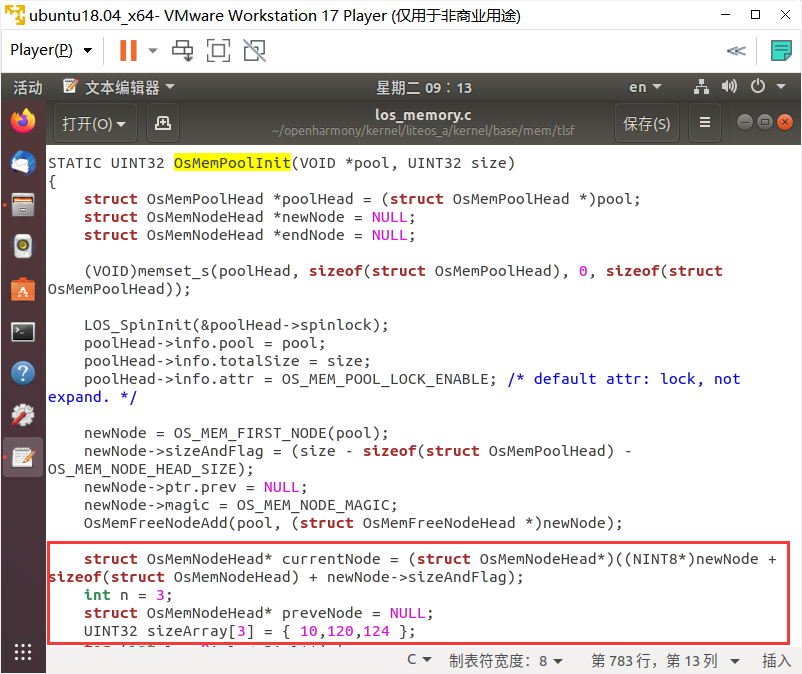 ubuntu18.04_x64- VMware Workstation 17 Player (仅用于非商业用途)
Player(P)
活动 文本编辑器 星期二 09∶13 en
打开(O) los_memory.c 保存(S)
~/openharmony/kernel/liteos_a/kernel/base/mem/tlsf
STATIC UINT32 OsMemPoolInit(VOID *pool, UINT32 size)
{
    struct OsMemPoolHead *poolHead = (struct OsMemPoolHead *)pool;
    struct OsMemNodeHead *newNode = NULL;
    struct OsMemNodeHead *endNode = NULL;
    (VOID)memset_s(poolHead, sizeof(struct OsMemPoolHead), 0, sizeof(struct
OsMemPoolHead));
    LOS_SpinInit(&poolHead->spinlock);
    poolHead->info.pool = pool;
    poolHead->info.totalSize = size;
    poolHead->info.attr = OS_MEM_POOL_LOCK_ENABLE; /* default attr: lock, not
expand. */
    newNode = OS_MEM_FIRST_NODE(pool);
    newNode->sizeAndFlag = (size - sizeof(struct OsMemPoolHead) -
OS_MEM_NODE_HEAD_SIZE);
    newNode->ptr.prev = NULL;
    newNode->magic = OS_MEM_NODE_MAGIC;
    OsMemFreeNodeAdd(pool, (struct OsMemFreeNodeHead *)newNode);
    struct OsMemNodeHead* currentNode = (struct OsMemNodeHead*)((NINT8*)newNode +
sizeof(struct OsMemNodeHead) + newNode->sizeAndFlag);
    int n = 3;
    struct OsMemNodeHead* preveNode = NULL;
    UINT32 sizeArray[3] = { 10,120,124 };
C 制表符宽度：8 第 783 行，第 13 列 插入